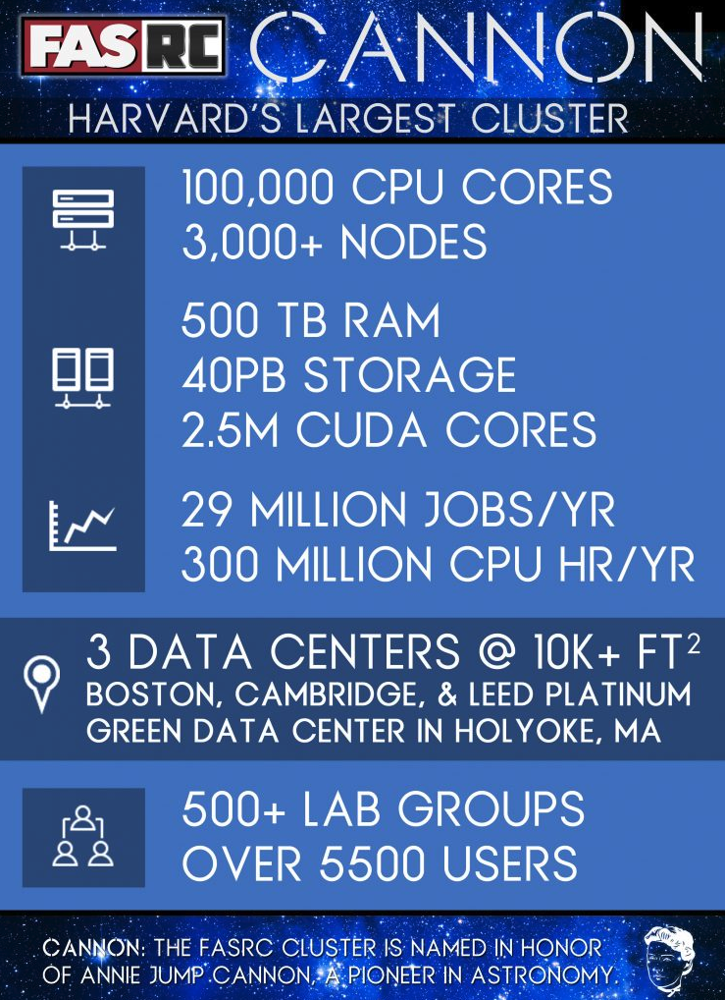 FASRC CANNON
HARVARD'S LARGEST CLUSTER
100,000 CPU CORES
3,000+ NODES
500 TB RAM
40PB STORAGE
2.5M CUDA CORES
29 MILLION JOBS/YR
300 MILLION CPU HR/YR
3 DATA CENTERS @ 10K+ FT²
BOSTON, CAMBRIDGE, & LEED PLATINUM
GREEN DATA CENTER IN HOLYOKE, MA
500+ LAB GROUPS
OVER 5500 USERS
CANNON: THE FASRC CLUSTER IS NAMED IN HONOR
OF ANNIE JUMP CANNON, A PIONEER IN ASTRONOMY.